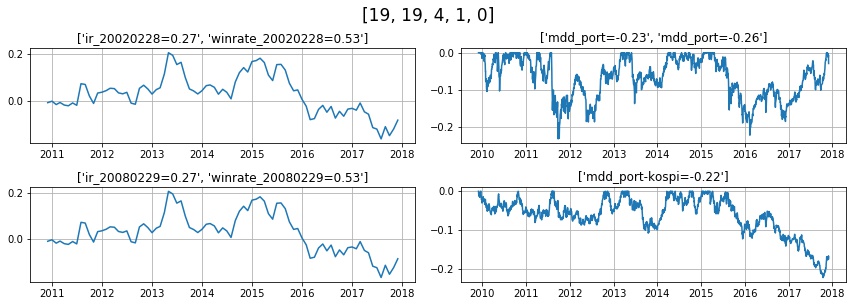 [19, 19, 4, 1, 0]
['ir_20020228=0.27', 'winrate_20020228=0.53']
0.2
0.0
2011 2012 2013 2014 2015 2016 2017 2018
['mdd_port=-0.23', 'mdd_port=-0.26']
0.0
−0.1
−0.2
2010 2011 2012 2013 2014 2015 2016 2017 2018
['ir_20080229=0.27', 'winrate_20080229=0.53']
0.2
0.0
2011 2012 2013 2014 2015 2016 2017 2018
['mdd_port-kospi=-0.22']
0.0
−0.1
−0.2
2010 2011 2012 2013 2014 2015 2016 2017 2018